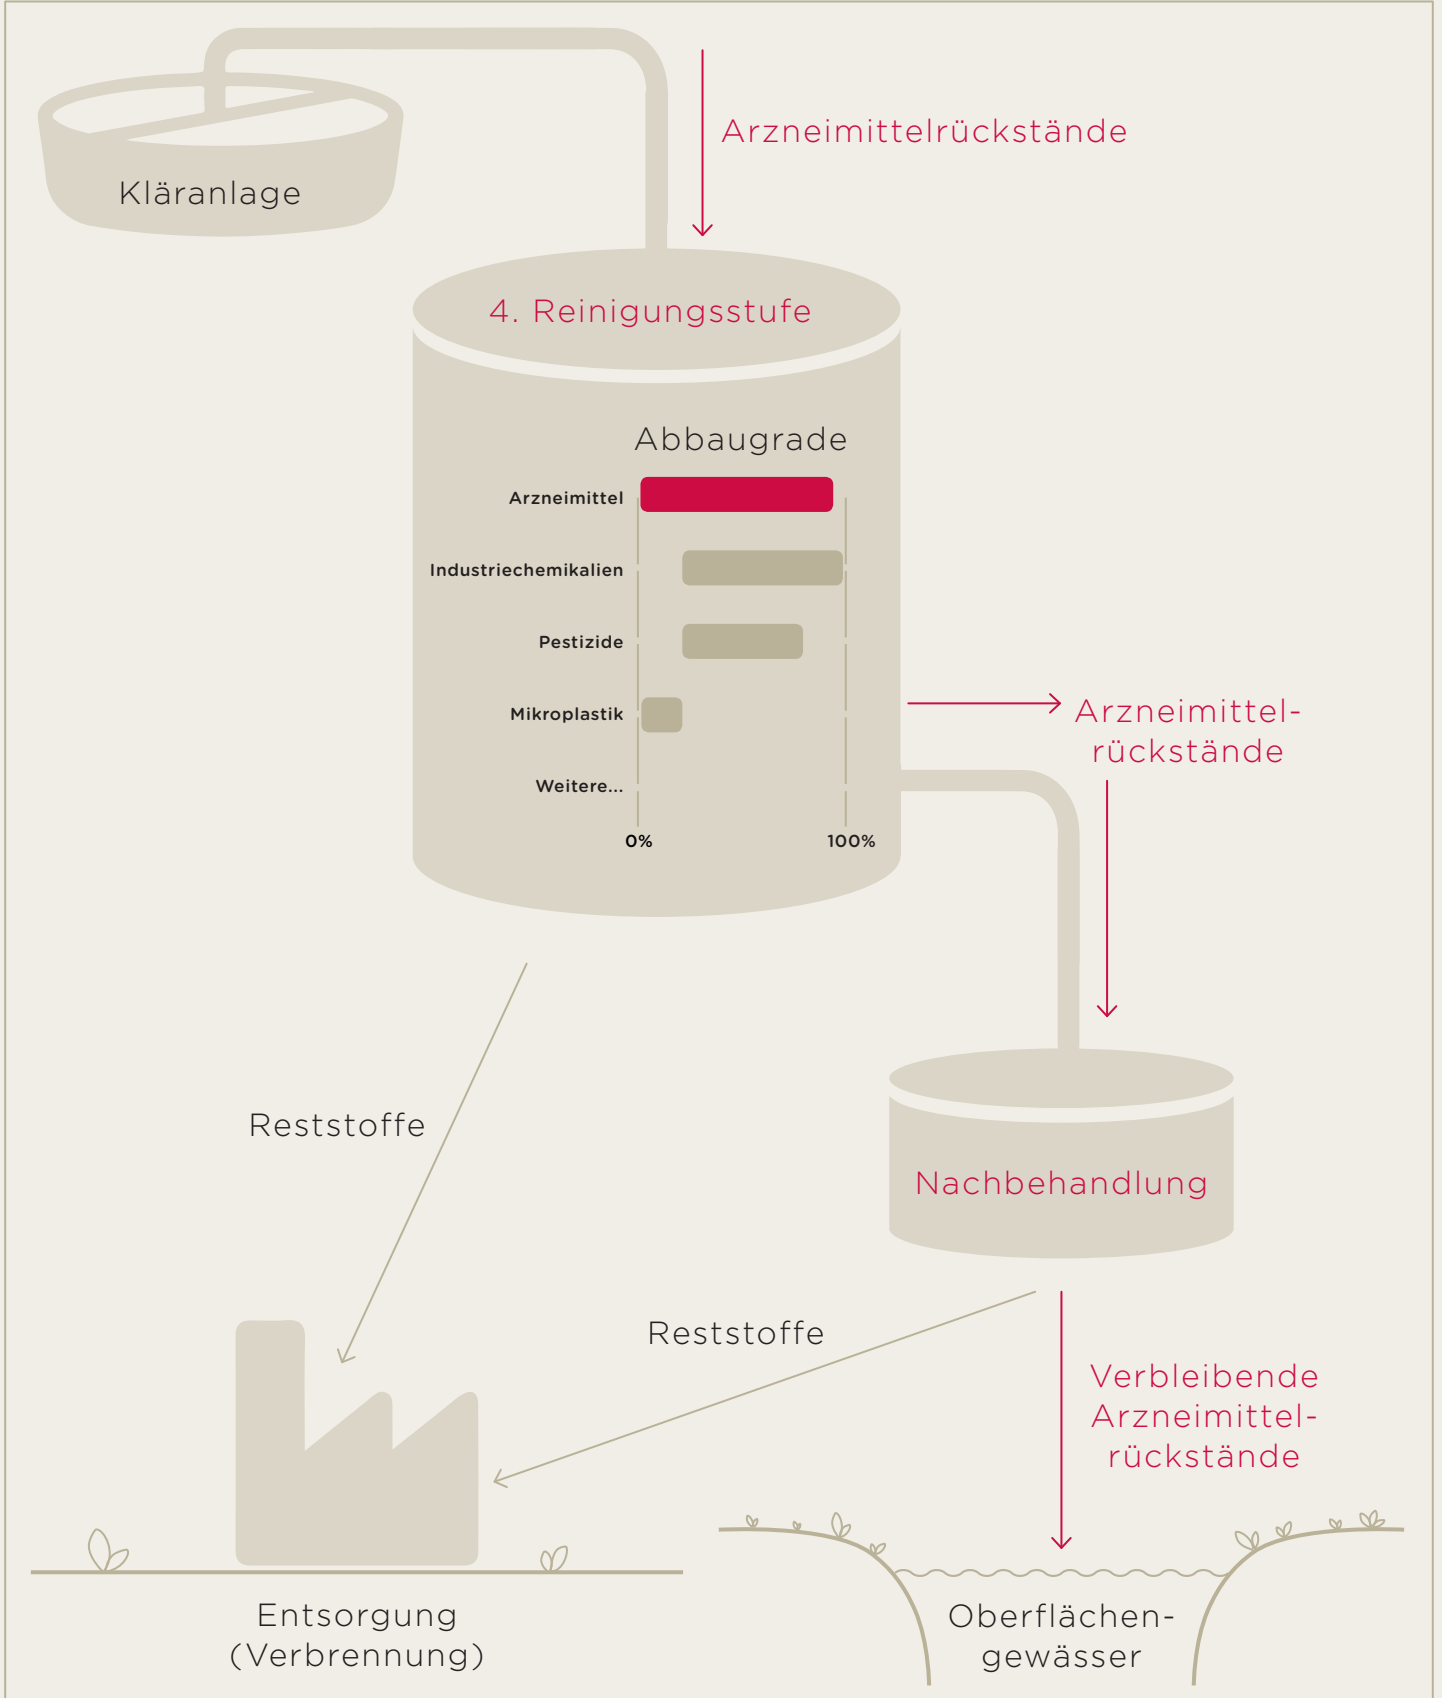 Arzneimittelrückstände
Kläranlage
4. Reinigungsstufe
Abbaugrade
Arzneimittel
Industriechemikalien
Pestizide
Mikroplastik
Weitere...
0%
100%
Arzneimittel-
rückstände
Reststoffe
Nachbehandlung
Reststoffe
Verbleibende
Arzneimittel-
rückstände
Entsorgung
(Verbrennung)
Oberflächen-
gewässer